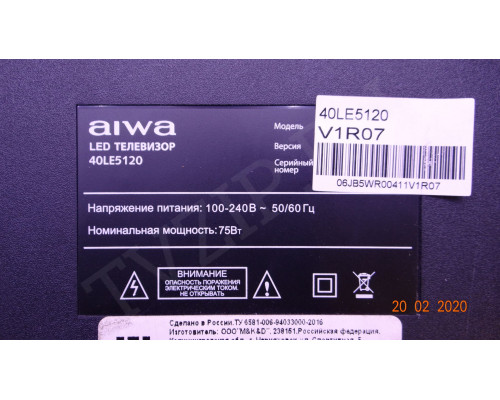 aiwa
LED ТЕЛЕВИЗОР
40LE5120
Модель
Версия
Серийный
номер
40LE5120
V1R07
06JB5WR00411V1R07
Напряжение питания: 100-240В ~ 50/60 Гц
Номинальная мощность: 75Вт
ВНИМАНИЕ
ОПАСНОСТЬ ПОРАЖЕНИЯ
ЭЛЕКТРИЧЕСКИМ ТОКОМ.
НЕ ОТКРЫВАТЬ
20 02 2020
Сделано в России. ТУ 6581-006-94033000-2016
Изготовитель: ООО"M&K&D", 238151, Российская федерация,